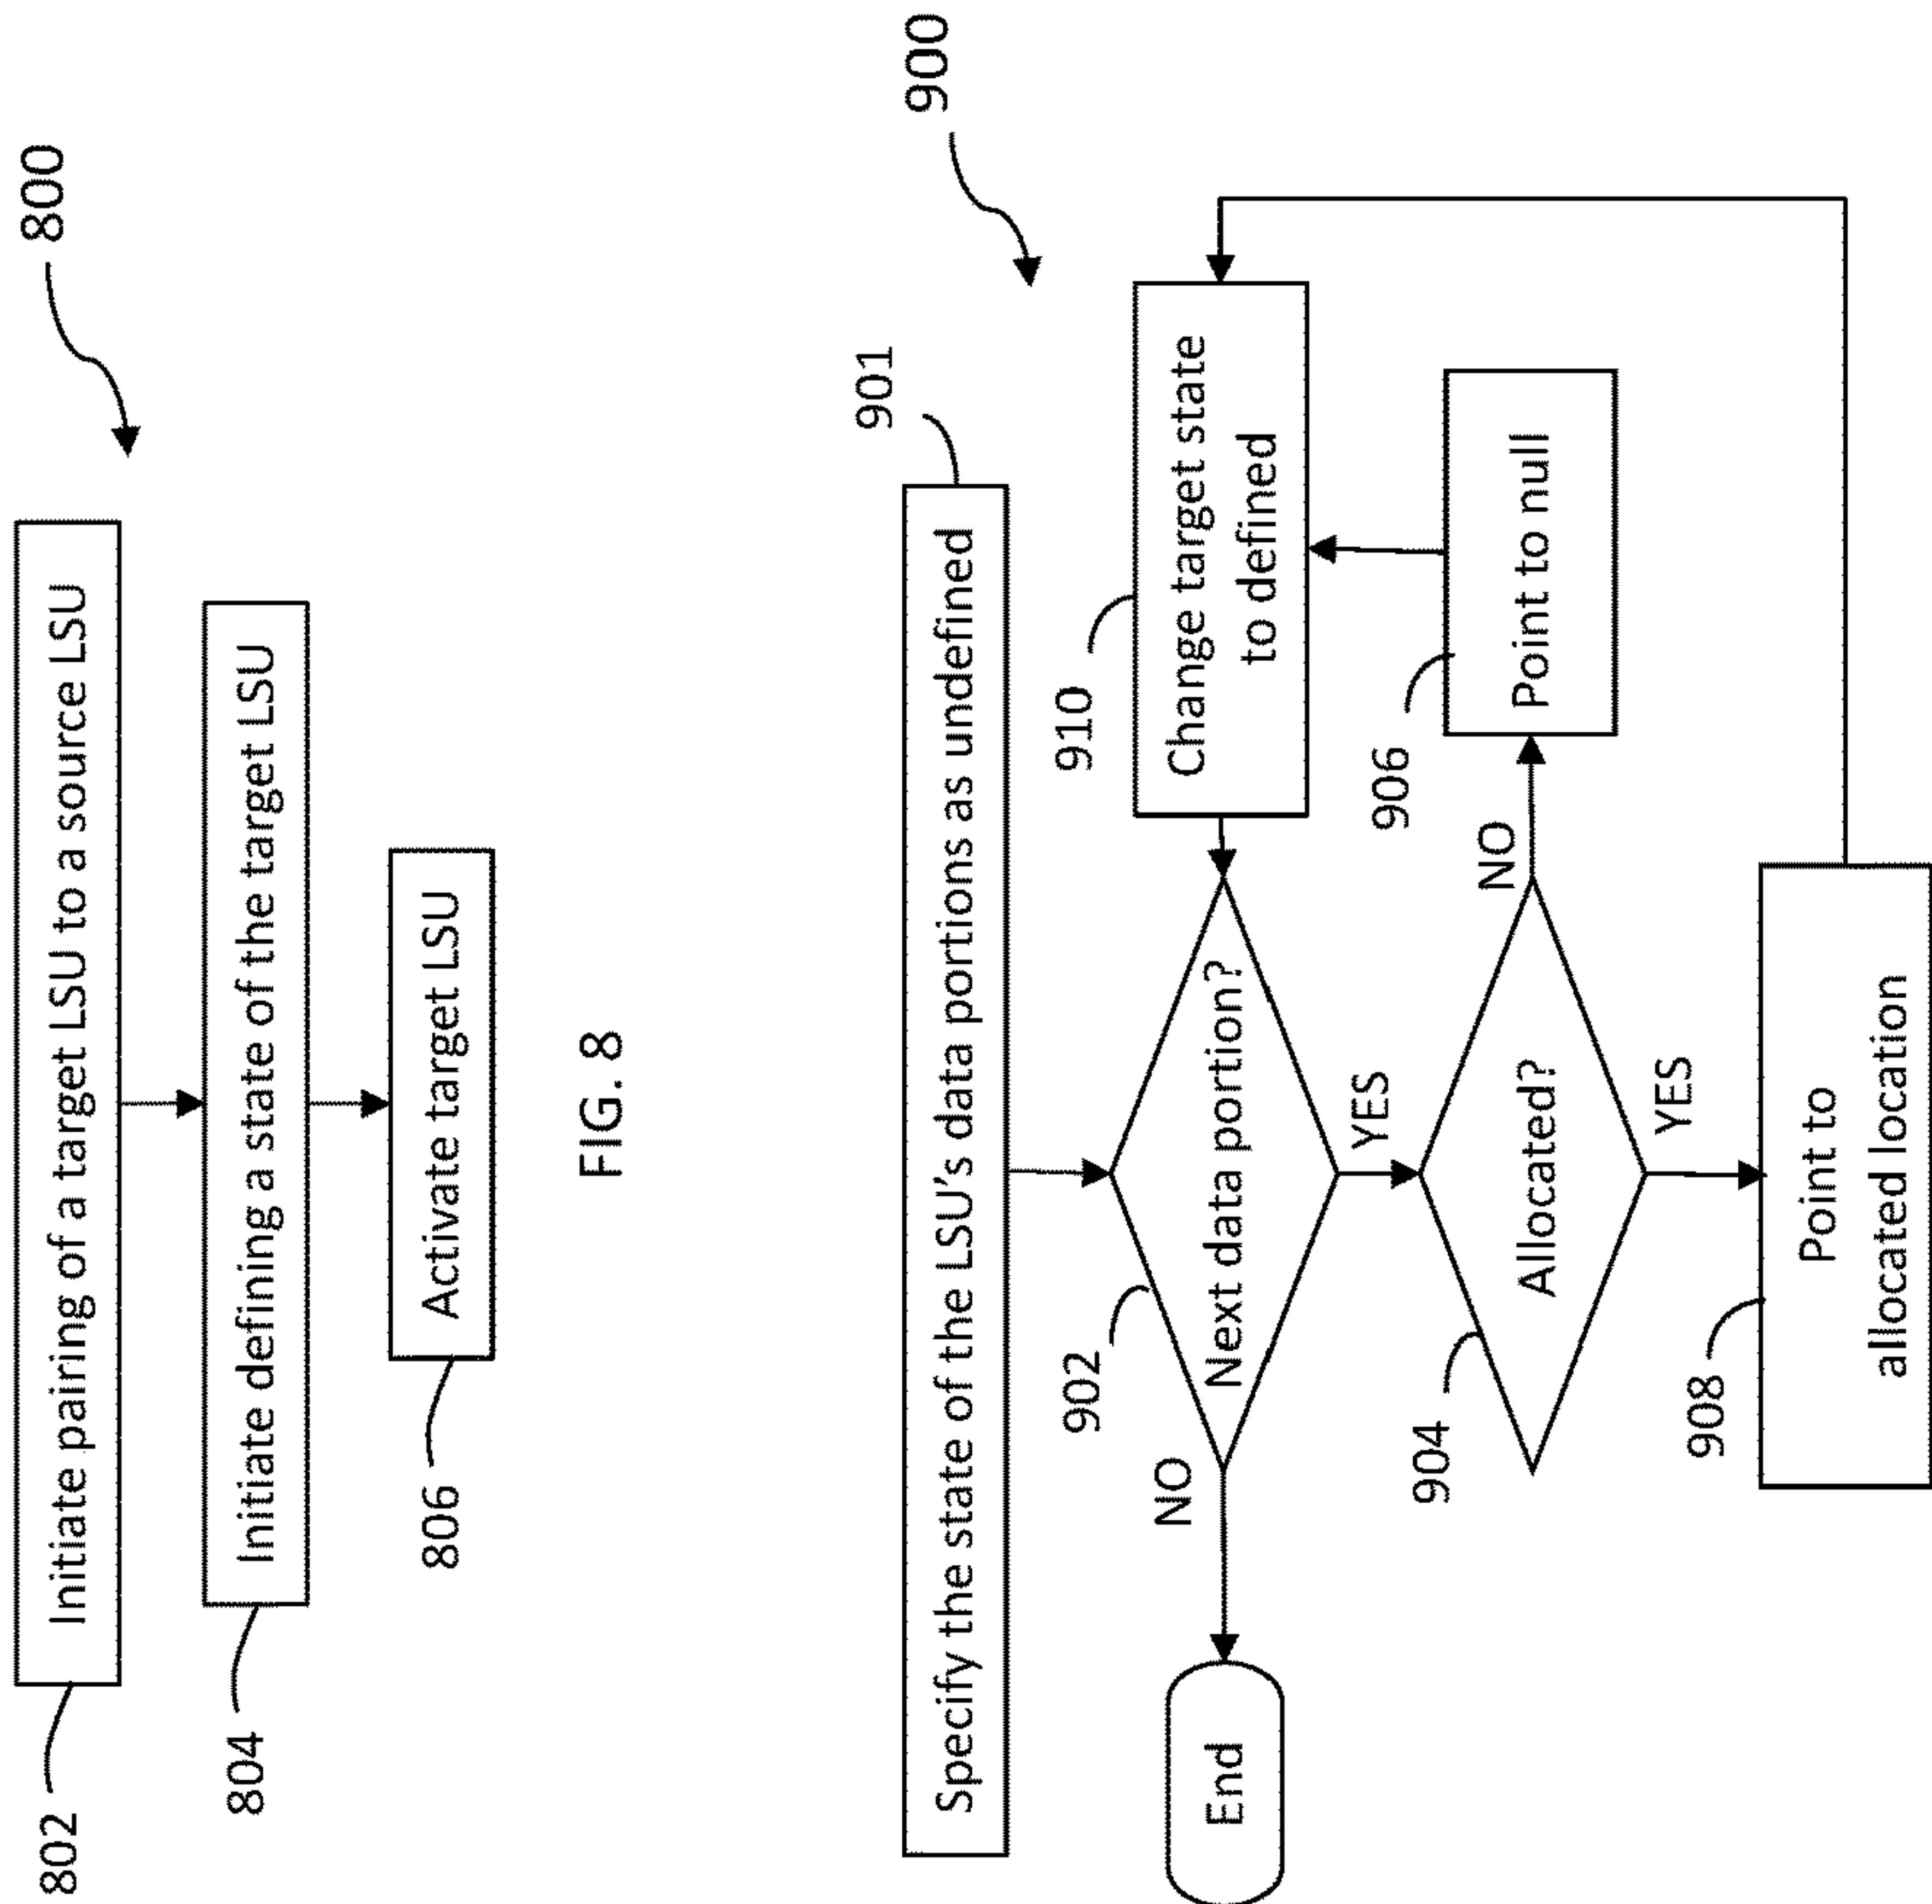 800
802
Initiate pairing of a target LSU to a source LSU
804
Initiate defining a state of the target LSU
806
Activate target LSU
FIG. 8
900
901
Specify the state of the LSU's data portions as undefined
902
Next data portion?
NO
End
YES
910
Change target state
to defined
904
Allocated?
NO
906
Point to null
YES
908
Point to
allocated location